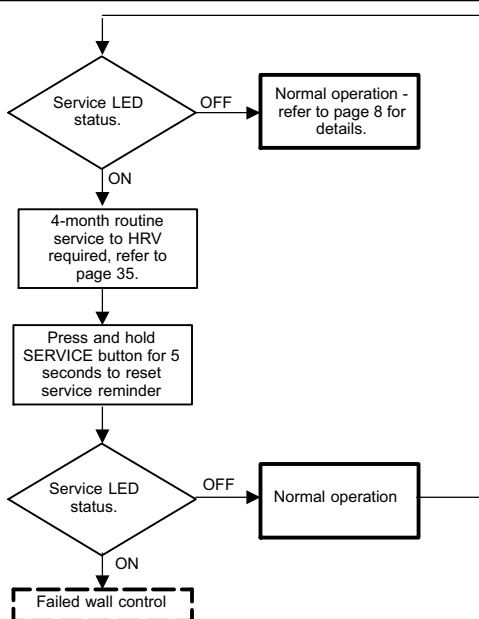 Service LED
status.
OFF
Normal operation -
refer to page 8 for
details.
ON
4-month routine
service to HRV
required, refer to
page 35.
Press and hold
SERVICE button for 5
seconds to reset
service reminder
Service LED
status.
OFF
Normal operation
ON
Failed wall control